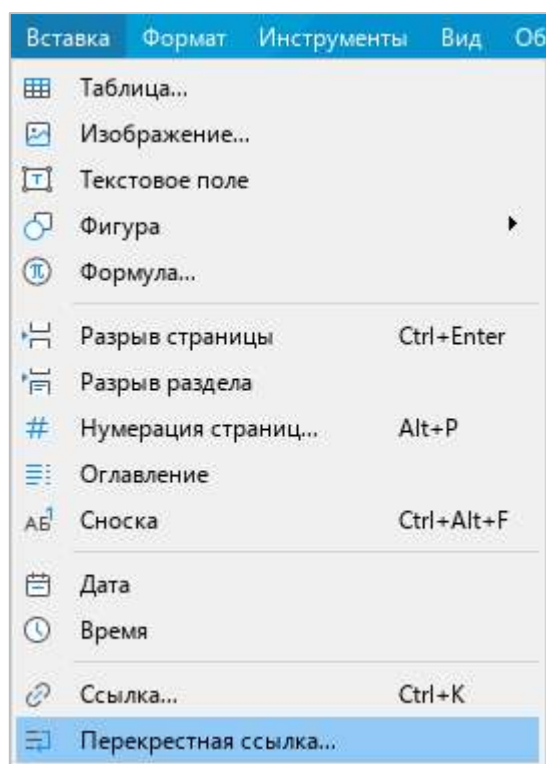 Вставка Формат Инструменты Вид Об
Таблица...
Изображение...
Текстовое поле
Фигура
Формула...
Разрыв страницы Ctrl+Enter
Разрыв раздела
Нумерация страниц... Alt+P
Оглавление
Сноска Ctrl+Alt+F
Дата
Время
Ссылка... Ctrl+K
Перекрестная ссылка...